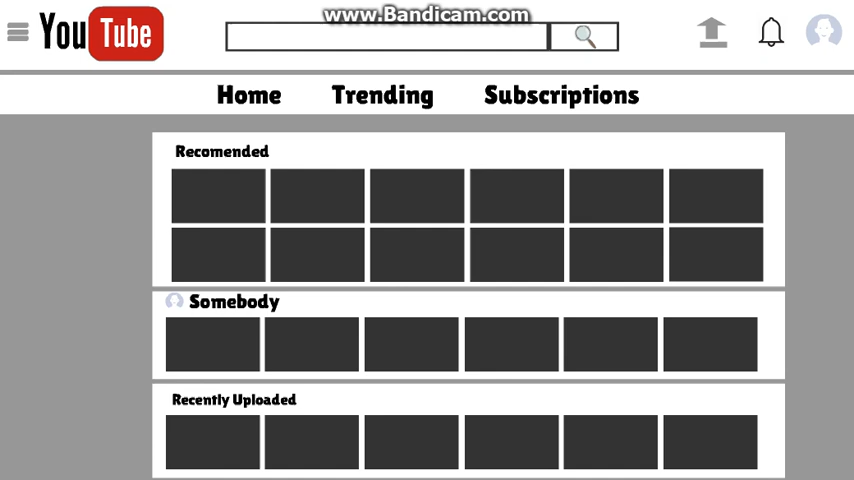 www.Bandicam.com
YouTube
Home Trending Subscriptions
Recomended
Somebody
Recently Uploaded